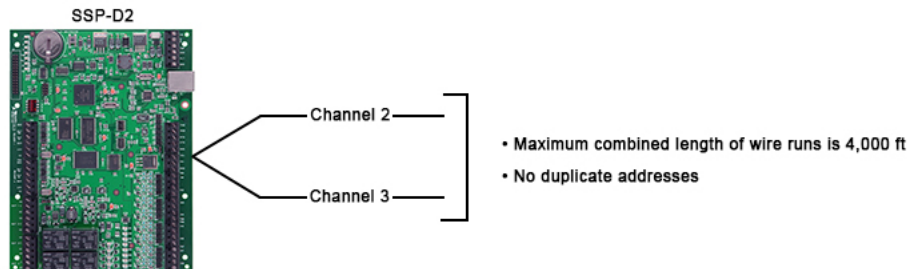 SSP-D2
Channel 2
Channel 3
• Maximum combined length of wire runs is 4,000 ft
• No duplicate addresses